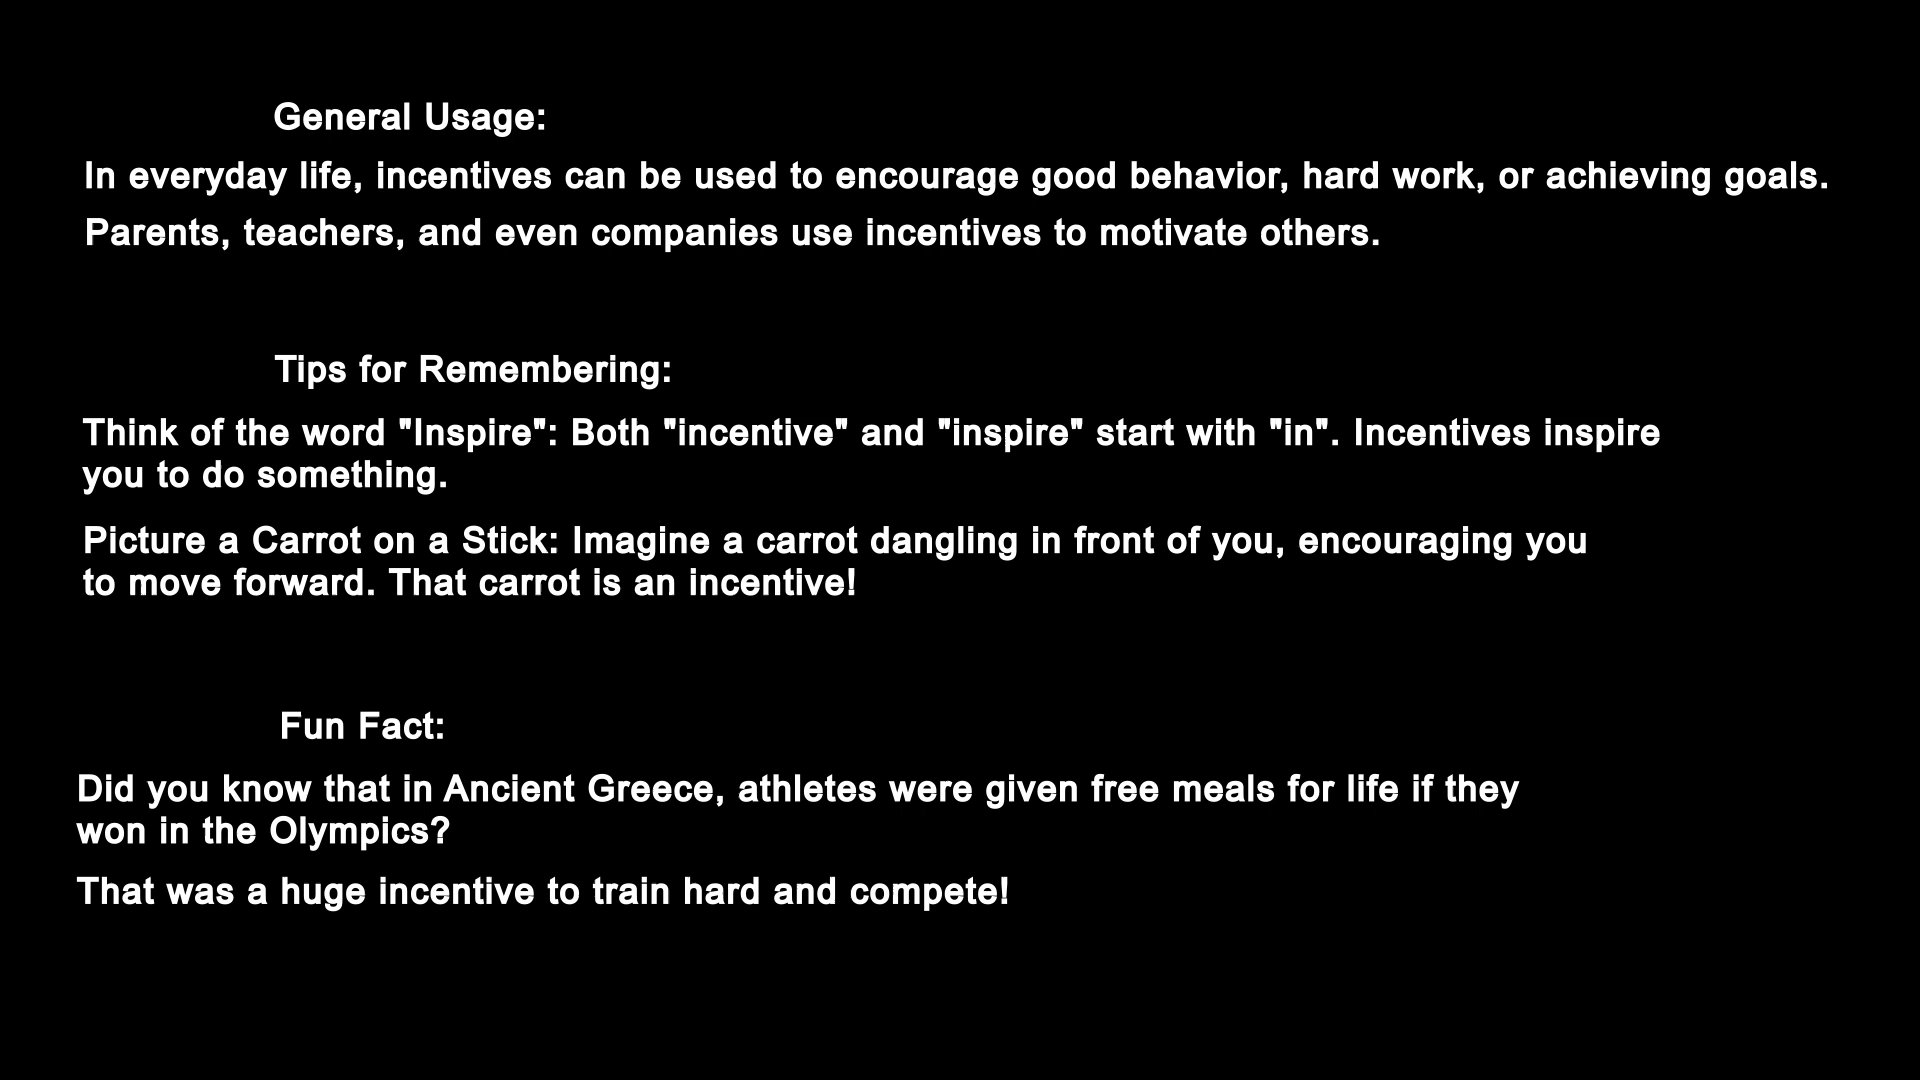 General Usage:
In everyday life, incentives can be used to encourage good behavior, hard work, or achieving goals.
Parents, teachers, and even companies use incentives to motivate others.
Tips for Remembering:
Think of the word "Inspire": Both "incentive" and "inspire" start with "in". Incentives inspire
you to do something.
Picture a Carrot on a Stick: Imagine a carrot dangling in front of you, encouraging you
to move forward. That carrot is an incentive!
Fun Fact:
Did you know that in Ancient Greece, athletes were given free meals for life if they
won in the Olympics?
That was a huge incentive to train hard and compete!